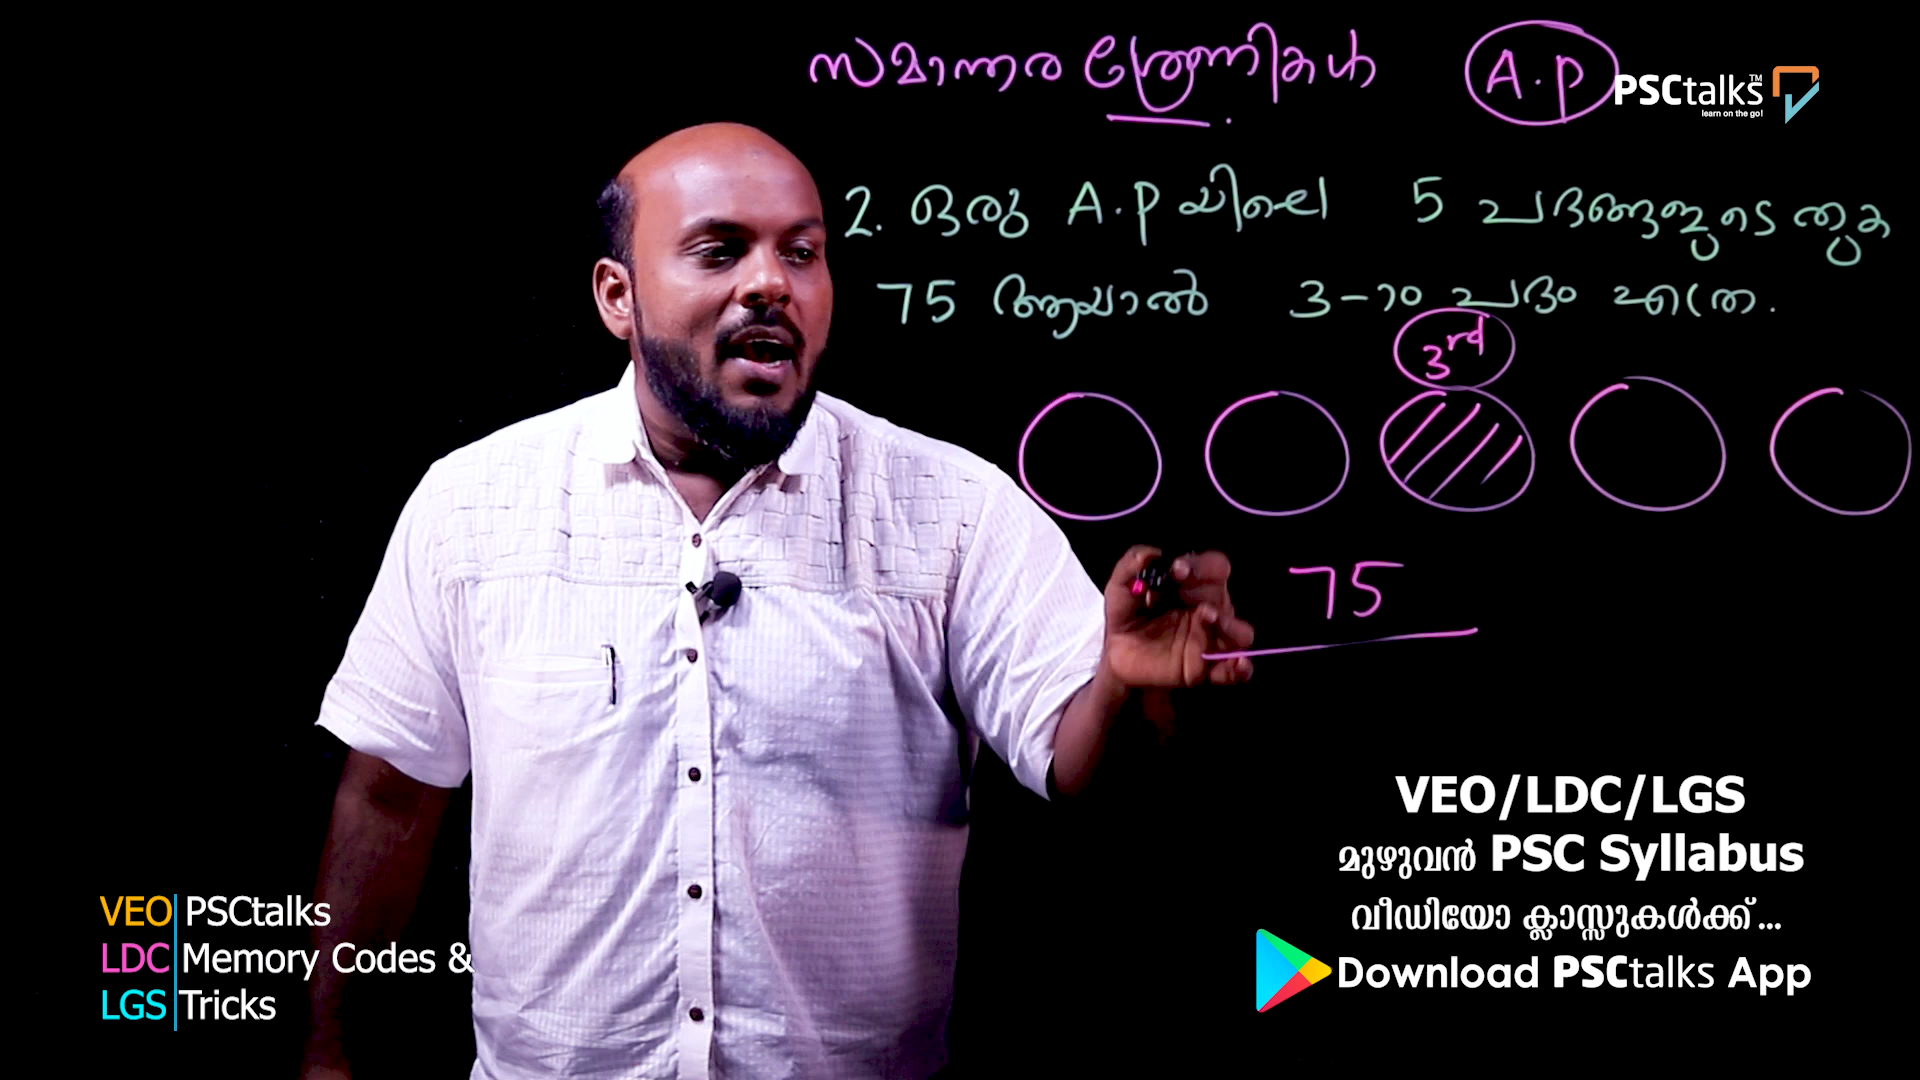 സമാന്തര ശ്രേണികൾ A.P
PSCtalks™
learn on the go!
2. ഒരു A.P യിലെ 5 പദങ്ങളുടെ തുക
75 ആയാൽ 3-ാം പദം എത്ര.
3rd
75
VEO/LDC/LGS
മുഴുവൻ PSC Syllabus
വീഡിയോ ക്ലാസ്സുകൾക്ക്...
Download PSCtalks App
VEO PSCtalks
LDC Memory Codes &
LGS Tricks